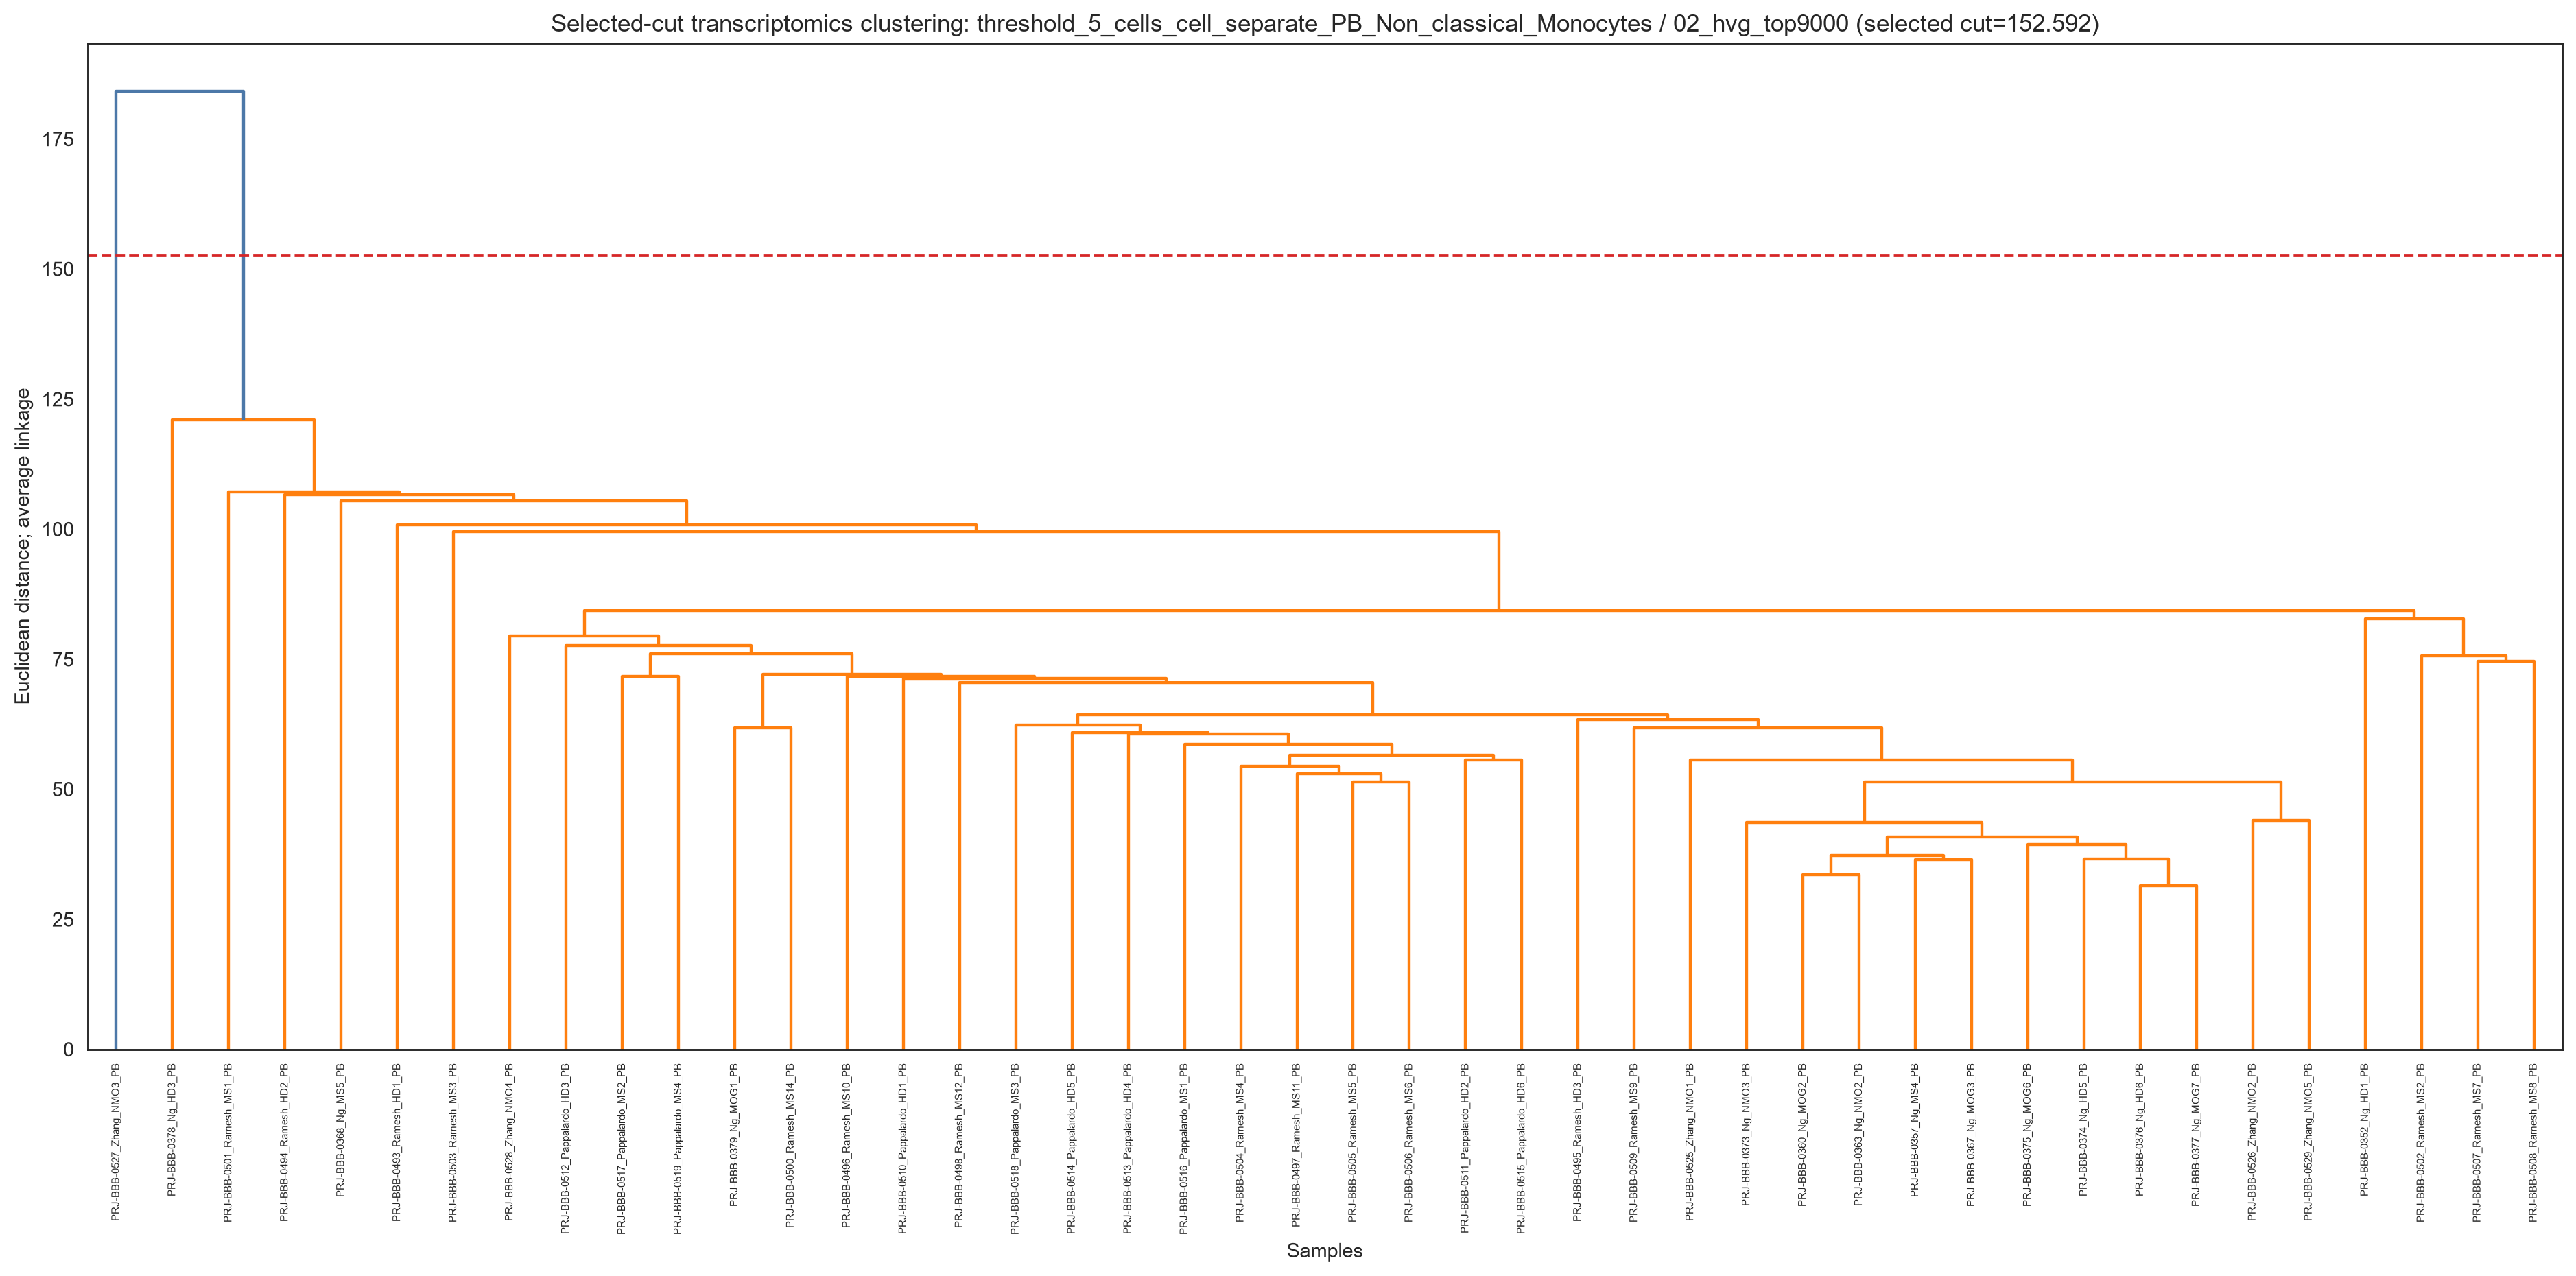 Selected-cut transcriptomics clustering: threshold_5_cells_cell_separate_PB_Non_classical_Monocytes / 02_hvg_top9000 (selected cut=152.592)
Euclidean distance; average linkage
175
150
125
100
75
50
25
0
PRJ-BBB-0527_Zhang_NMO3_PB
PRJ-BBB-0378_Ng_HD3_PB
PRJ-BBB-0501_Ramesh_MS1_PB
PRJ-BBB-0494_Ramesh_HD2_PB
PRJ-BBB-0368_Ng_MS5_PB
PRJ-BBB-0493_Ramesh_HD1_PB
PRJ-BBB-0503_Ramesh_MS3_PB
PRJ-BBB-0528_Zhang_NMO4_PB
PRJ-BBB-0512_Pappalardo_HD3_PB
PRJ-BBB-0517_Pappalardo_MS2_PB
PRJ-BBB-0519_Pappalardo_MS4_PB
PRJ-BBB-0379_Ng_MOG1_PB
PRJ-BBB-0500_Ramesh_MS14_PB
PRJ-BBB-0496_Ramesh_MS10_PB
PRJ-BBB-0510_Pappalardo_HD1_PB
PRJ-BBB-0498_Ramesh_MS12_PB
PRJ-BBB-0518_Pappalardo_MS3_PB
PRJ-BBB-0514_Pappalardo_HD5_PB
PRJ-BBB-0513_Pappalardo_HD4_PB
PRJ-BBB-0516_Pappalardo_MS1_PB
PRJ-BBB-0504_Ramesh_MS4_PB
PRJ-BBB-0497_Ramesh_MS11_PB
PRJ-BBB-0505_Ramesh_MS5_PB
PRJ-BBB-0506_Ramesh_MS6_PB
PRJ-BBB-0511_Pappalardo_HD2_PB
PRJ-BBB-0515_Pappalardo_HD6_PB
PRJ-BBB-0495_Ramesh_HD3_PB
PRJ-BBB-0509_Ramesh_MS9_PB
PRJ-BBB-0525_Zhang_NMO1_PB
PRJ-BBB-0373_Ng_NMO3_PB
PRJ-BBB-0360_Ng_MOG2_PB
PRJ-BBB-0363_Ng_NMO2_PB
PRJ-BBB-0357_Ng_MS4_PB
PRJ-BBB-0367_Ng_MOG3_PB
PRJ-BBB-0375_Ng_MOG6_PB
PRJ-BBB-0374_Ng_HD5_PB
PRJ-BBB-0376_Ng_HD6_PB
PRJ-BBB-0377_Ng_MOG7_PB
PRJ-BBB-0526_Zhang_NMO2_PB
PRJ-BBB-0529_Zhang_NMO5_PB
PRJ-BBB-0352_Ng_HD1_PB
PRJ-BBB-0502_Ramesh_MS2_PB
PRJ-BBB-0507_Ramesh_MS7_PB
PRJ-BBB-0508_Ramesh_MS8_PB
Samples